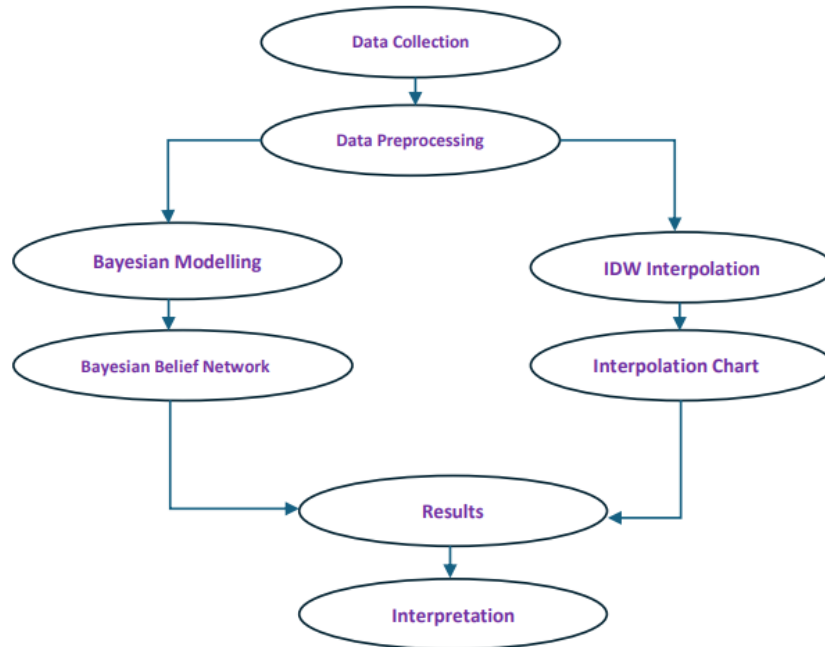 Data Collection
Data Preprocessing
Bayesian Modelling
IDW Interpolation
Bayesian Belief Network
Interpolation Chart
Results
Interpretation